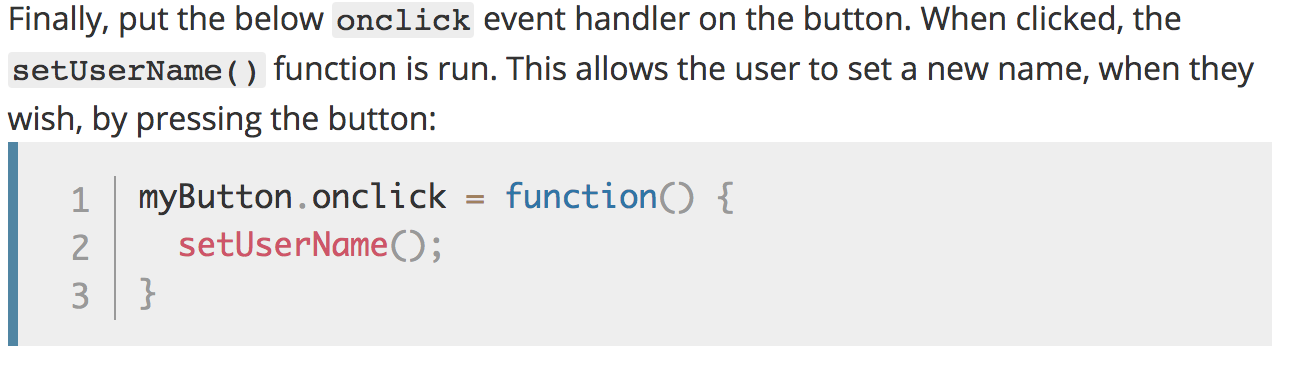 Finally, put the below onclick event handler on the button. When clicked, the
setUserName() function is run. This allows the user to set a new name, when they
wish, by pressing the button:
1 myButton.onclick = function() {
2 setUserName();
3 }